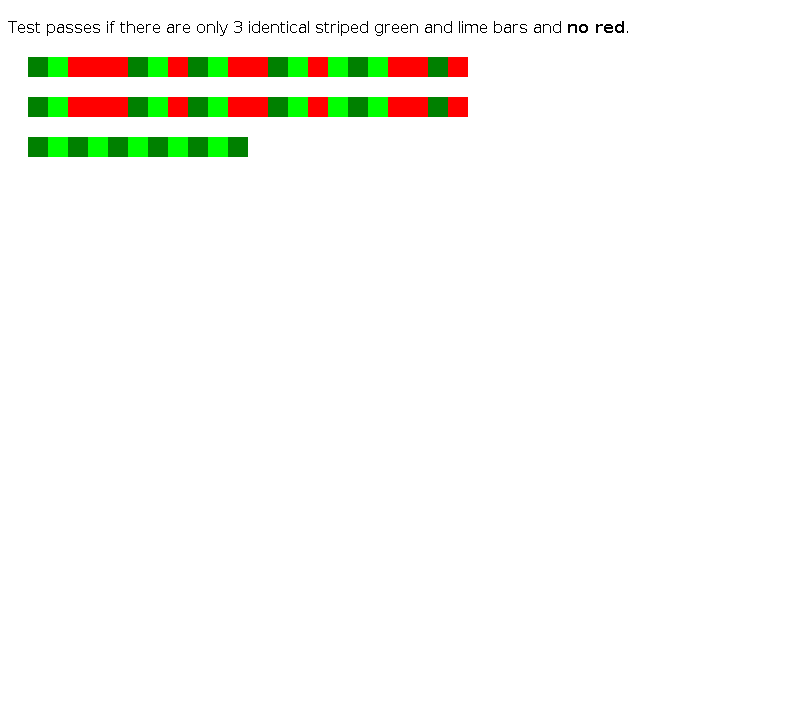 Test passes if there are only 3 identical striped green and lime bars and no red.